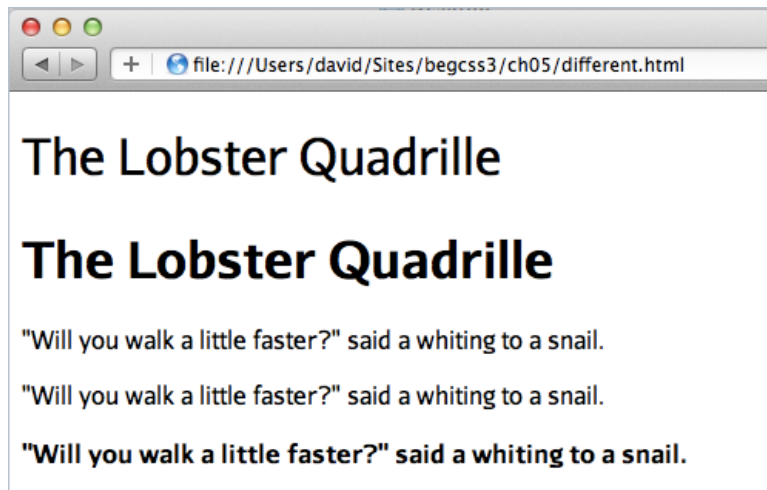 file:///Users/david/Sites/begcss3/ch05/different.html
The Lobster Quadrille
The Lobster Quadrille
"Will you walk a little faster?" said a whiting to a snail.
"Will you walk a little faster?" said a whiting to a snail.
"Will you walk a little faster?" said a whiting to a snail.